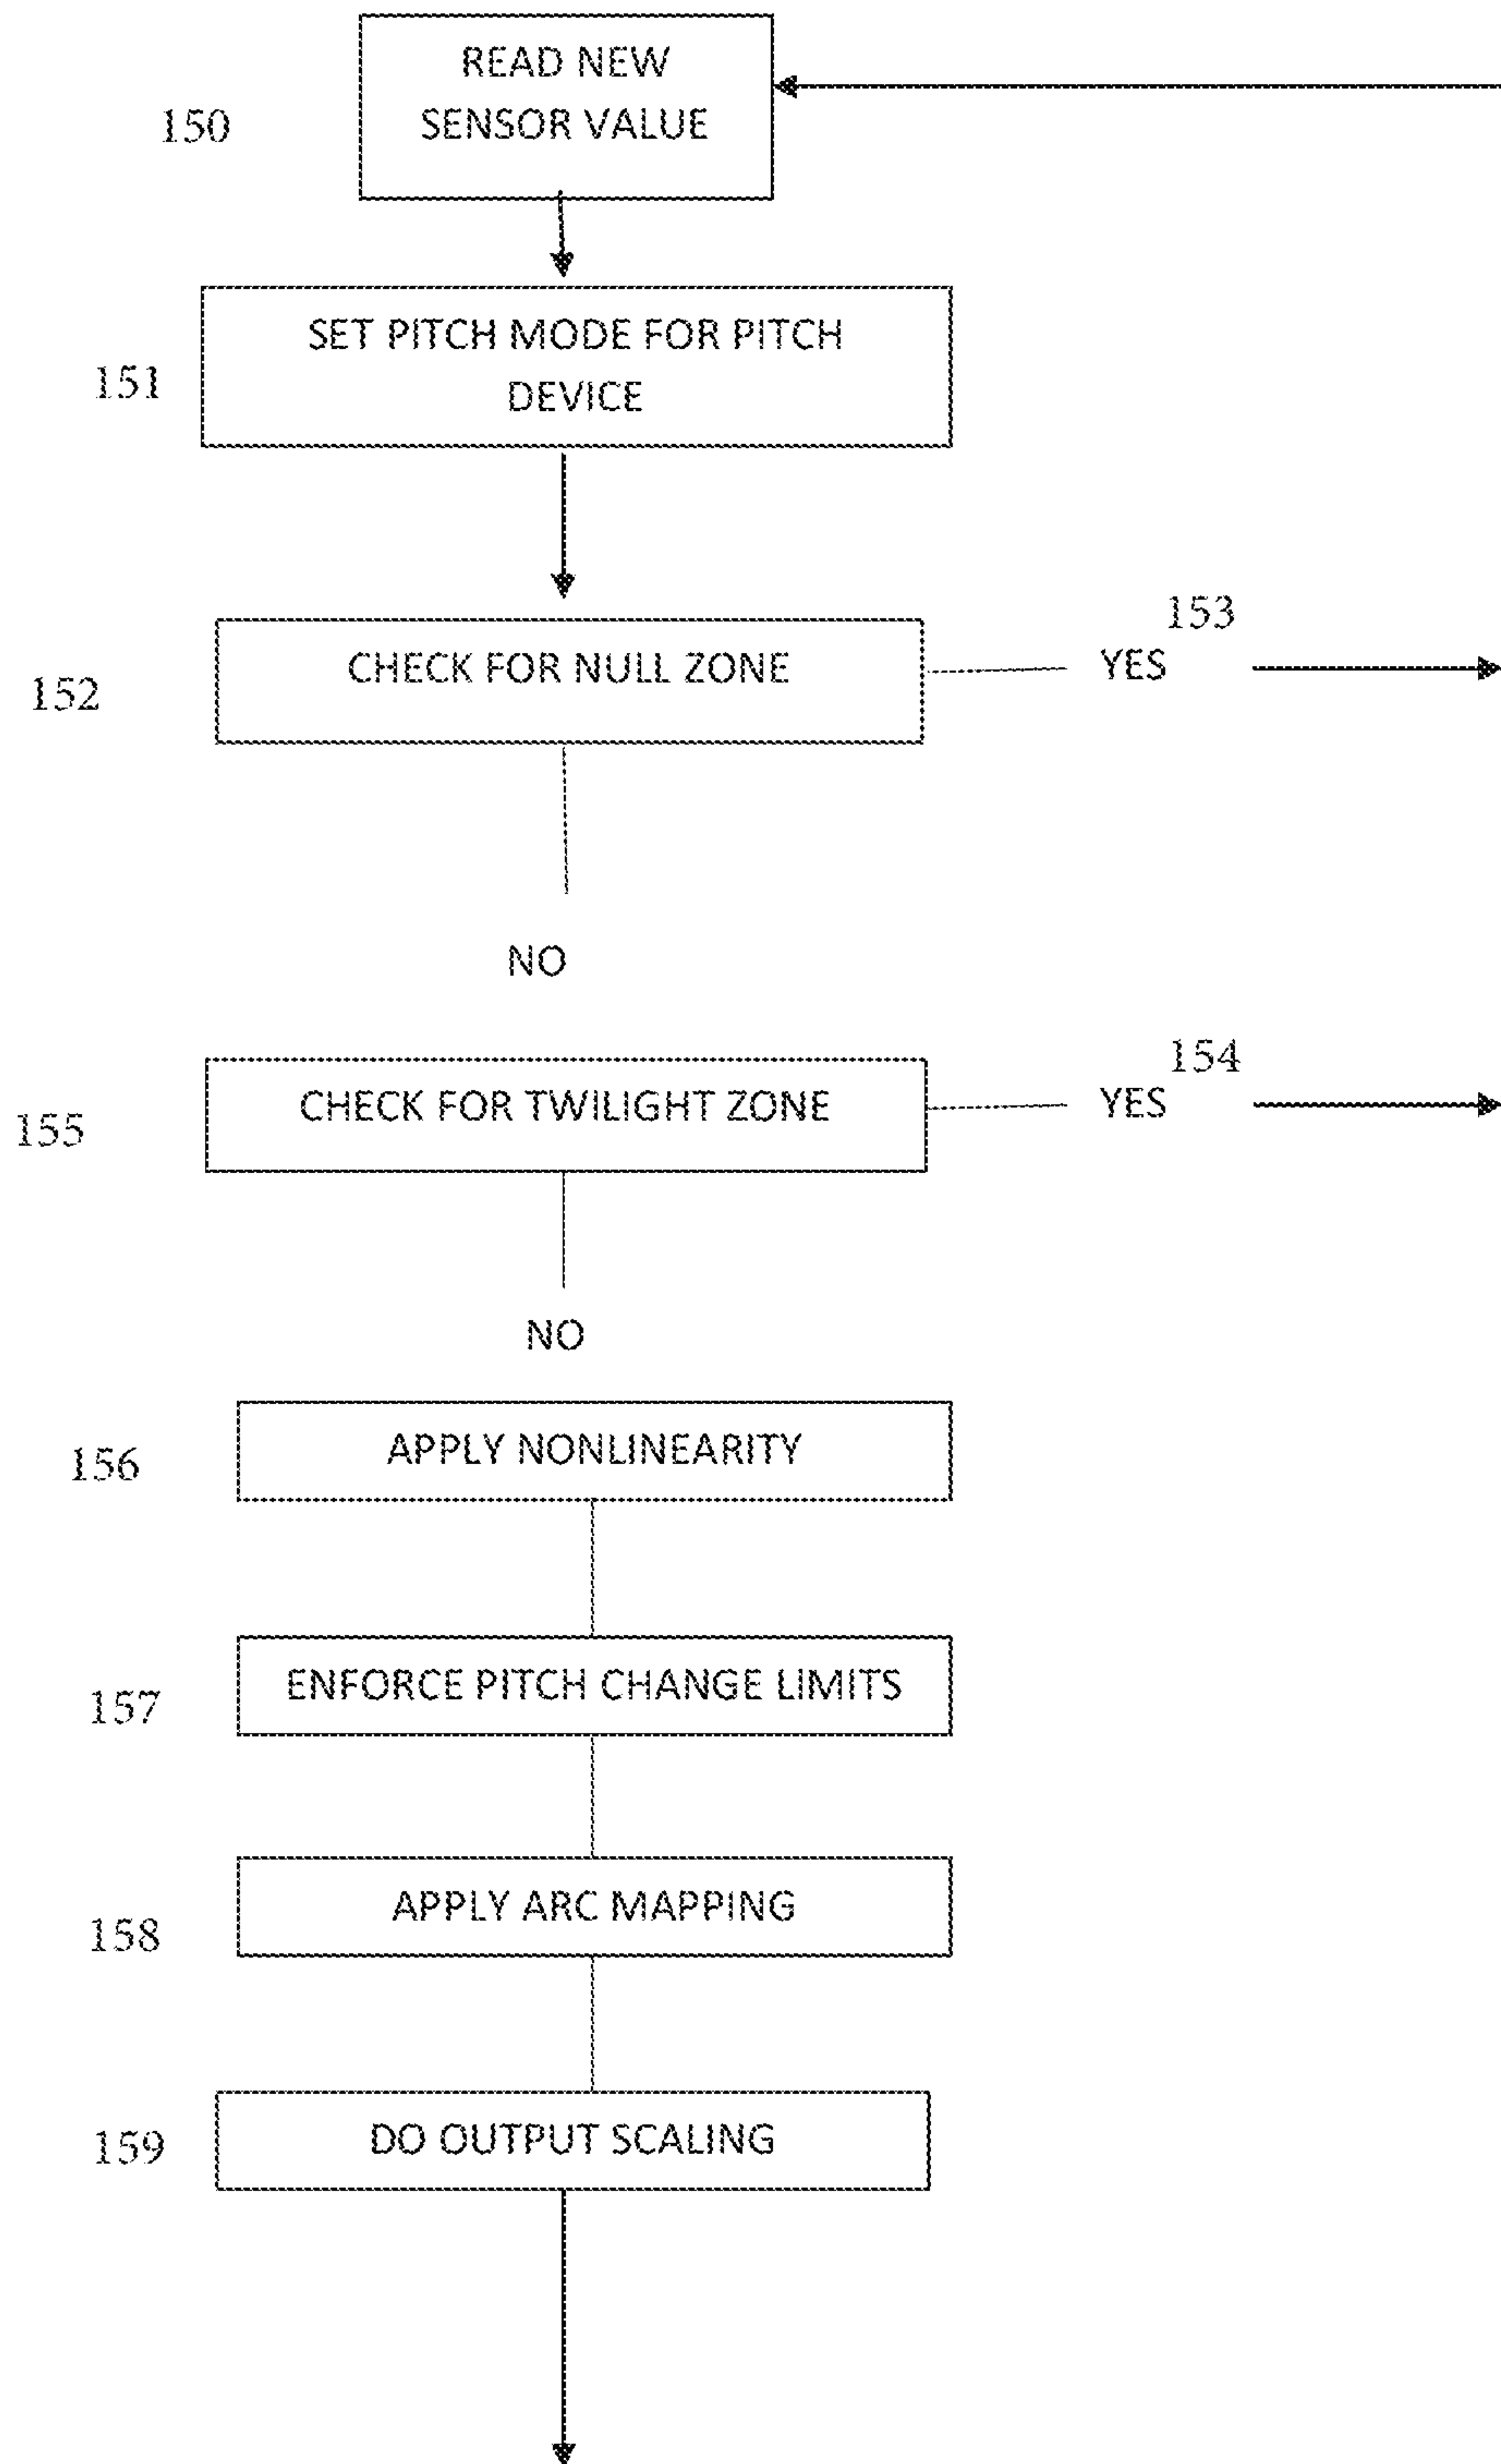 READ NEW
SENSOR VALUE
150
SET PITCH MODE FOR PITCH
DEVICE
151
153
CHECK FOR NULL ZONE
YES
152
NO
154
CHECK FOR TWILIGHT ZONE
YES
155
NO
APPLY NONLINEARITY
156
ENFORCE PITCH CHANGE LIMITS
157
APPLY ARC MAPPING
158
DO OUTPUT SCALING
159